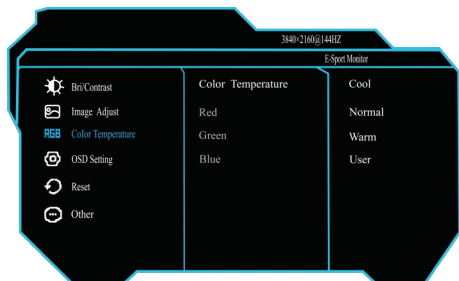 3840×2160@144HZ
E-Sport Monitor
Bri/Contrast
Image Adjust
RGB Color Temperature
OSD Setting
Reset
Other
Color Temperature
Red
Green
Blue
Cool
Normal
Warm
User